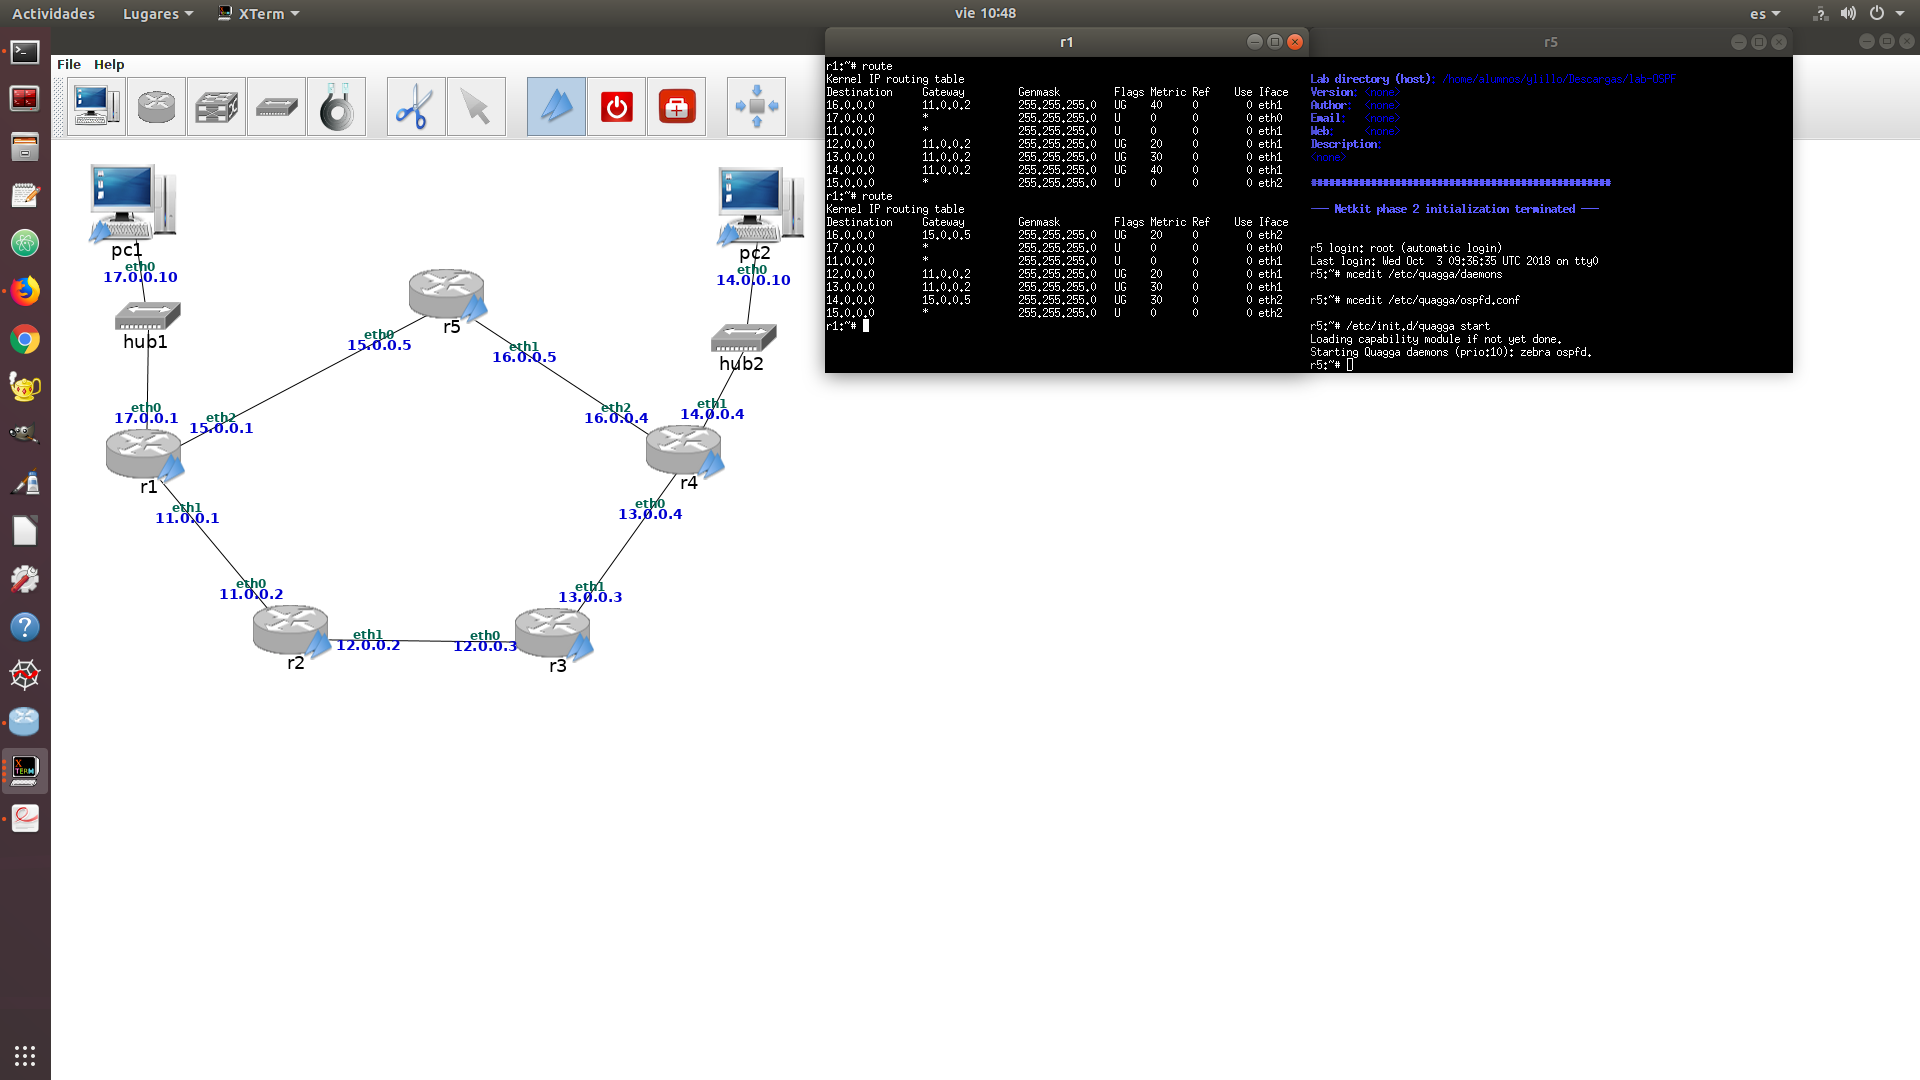 Actividades Lugares XTerm vie 10:48 es
File Help
r1
r5
r1:~# route
Kernel IP routing table
Destination Gateway Genmask Flags Metric Ref Use Iface
16.0.0.0 11.0.0.2 255.255.255.0 UG 40 0 0 eth1
17.0.0.0 * 255.255.255.0 U 0 0 0 eth0
11.0.0.0 * 255.255.255.0 U 0 0 0 eth1
12.0.0.0 11.0.0.2 255.255.255.0 UG 20 0 0 eth1
13.0.0.0 11.0.0.2 255.255.255.0 UG 30 0 0 eth1
14.0.0.0 11.0.0.2 255.255.255.0 UG 40 0 0 eth1
15.0.0.0 * 255.255.255.0 U 0 0 0 eth2
r1:~# route
Kernel IP routing table
Destination Gateway Genmask Flags Metric Ref Use Iface
16.0.0.0 15.0.0.5 255.255.255.0 UG 20 0 0 eth2
17.0.0.0 * 255.255.255.0 U 0 0 0 eth0
11.0.0.0 * 255.255.255.0 U 0 0 0 eth1
12.0.0.0 11.0.0.2 255.255.255.0 UG 20 0 0 eth1
13.0.0.0 11.0.0.2 255.255.255.0 UG 30 0 0 eth1
14.0.0.0 15.0.0.5 255.255.255.0 UG 30 0 0 eth2
15.0.0.0 * 255.255.255.0 U 0 0 0 eth2
r1:~#
Lab directory (host): /home/alumnos/ylillo/Descargas/lab-OSPF
Version: <none>
Author: <none>
Email: <none>
Web: <none>
Description:
<none>
--- Netkit phase 2 initialization terminated ---
r5 login: root (automatic login)
Last login: Wed Oct 3 09:36:35 UTC 2018 on tty0
r5:~# mcedit /etc/quagga/daemons
r5:~# mcedit /etc/quagga/ospfd.conf
r5:~# /etc/init.d/quagga start
Loading capability module if not yet done.
Starting Quagga daemons (prio:10): zebra ospfd.
r5:~#
pc1
eth0
17.0.0.10
hub1
pc2
eth0
14.0.0.10
hub2
r5
eth0
15.0.0.5
eth1
16.0.0.5
eth0
17.0.0.1
eth2
15.0.0.1
r1
eth1
11.0.0.1
eth2
16.0.0.4
eth1
14.0.0.4
r4
eth0
13.0.0.4
eth0
11.0.0.2
r2
eth1
12.0.0.2
eth0
12.0.0.3
eth1
13.0.0.3
r3
X
TERM